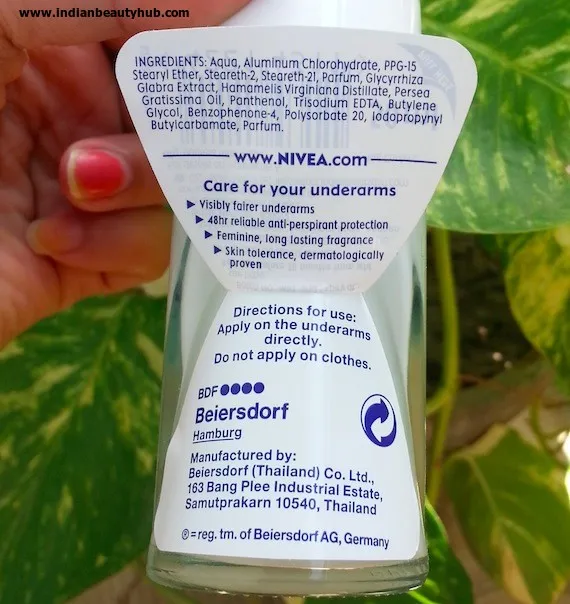 www.indianbeautyhub.com
INGREDIENTS: Aqua, Aluminum Chlorohydrate, PPG-15
Stearyl Ether, Steareth-2, Steareth-21, Parfum, Glycyrrhiza
Glabra Extract, Hamamelis Virginiana Distillate, Persea
Gratissima Oil, Panthenol, Trisodium EDTA, Butylene
Glycol, Benzophenone-4, Polysorbate 20, Iodopropynyl
Butylcarbamate, Parfum.
www.NIVEA.com
Care for your underarms
▶ Visibly fairer underarms
▶ 48hr reliable anti-perspirant protection
▶ Feminine, long lasting fragrance
▶ Skin tolerance, dermatologically
proven
Directions for use:
Apply on the underarms
directly.
Do not apply on clothes.
BDF ●●●●
Beiersdorf
Hamburg
Manufactured by:
Beiersdorf (Thailand) Co. Ltd.,
163 Bang Plee Industrial Estate,
Samutprakarn 10540, Thailand
®=reg. tm. of Beiersdorf AG, Germany